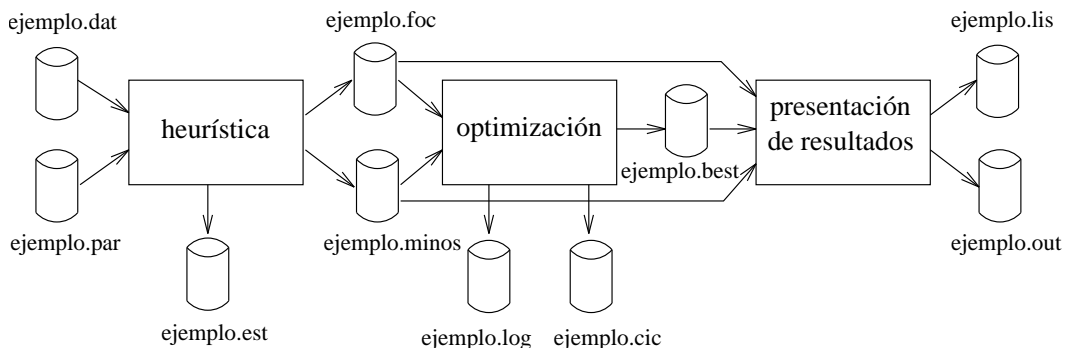 ejemplo.dat
ejemplo.foc
ejemplo.lis
heurística
optimización
presentación
de resultados
ejemplo.best
ejemplo.par
ejemplo.minos
ejemplo.out
ejemplo.est
ejemplo.log
ejemplo.cic